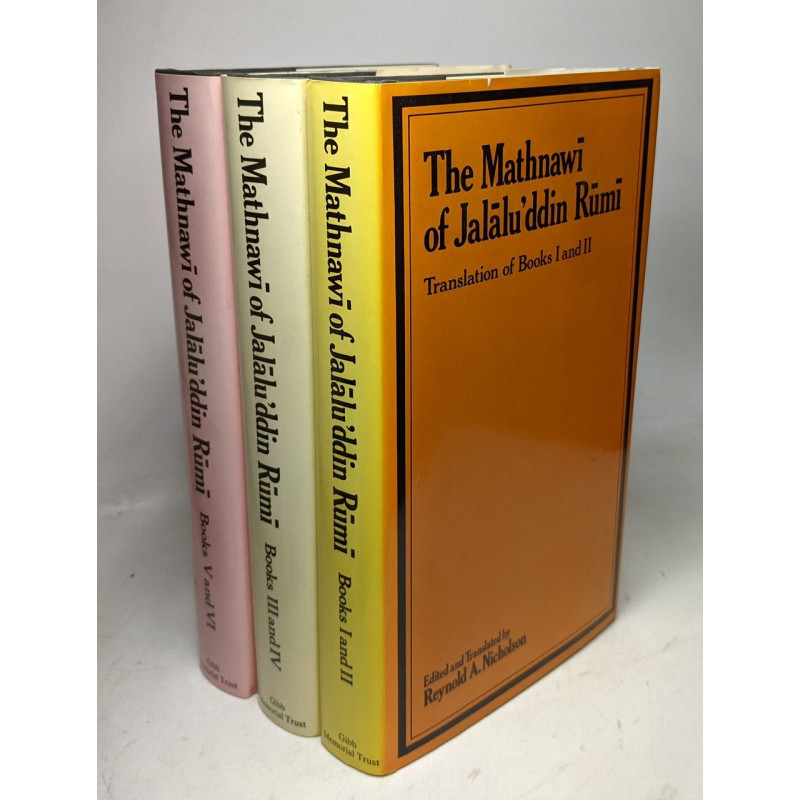 The Mathnawī of Jalālu'ddin Rūmī Books V and VI
Gibb
Memorial Trust
The Mathnawī of Jalālu'ddin Rūmī Books III and IV
Gibb
Memorial Trust
The Mathnawī of Jalālu'ddin Rūmī Books I and II
Gibb
Memorial Trust
The Mathnawī
of Jalālu'ddin Rūmī
Translation of Books I and II
Edited and Translated by
Reynold A. Nicholson